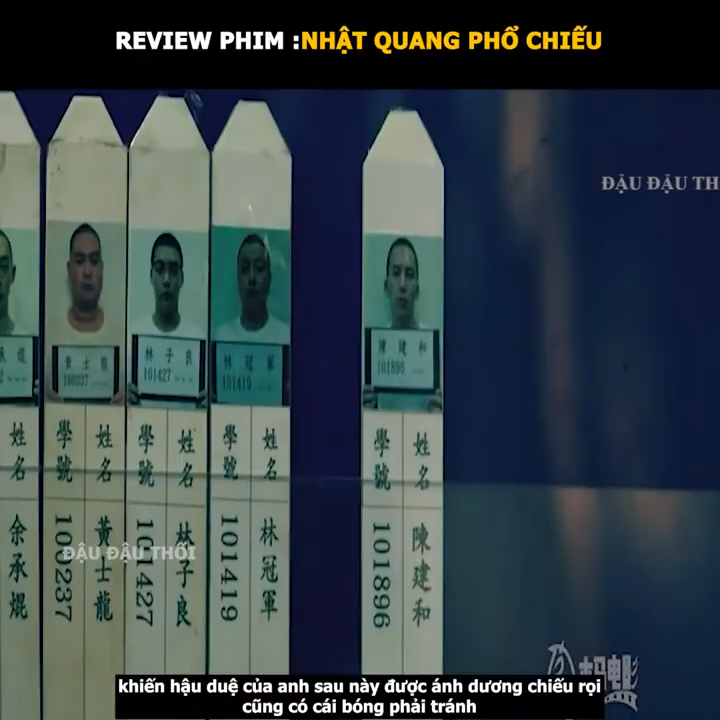 REVIEW PHIM :NHẬT QUANG PHỔ CHIẾU
ĐẬU ĐẬU TH
黃士龍
100237
林子良
101427
林冠軍
101419
陳建和
101896
姓名
余承焜
學號 姓名
100237 黃士龍
學號 姓名
101427 林子良
學號 姓名
101419 林冠軍
學號 姓名
101896 陳建和
ĐẬU ĐẬU THÔI
khiến hậu duệ của anh sau này được ánh dương chiếu rọi
cũng có cái bóng phải tránh